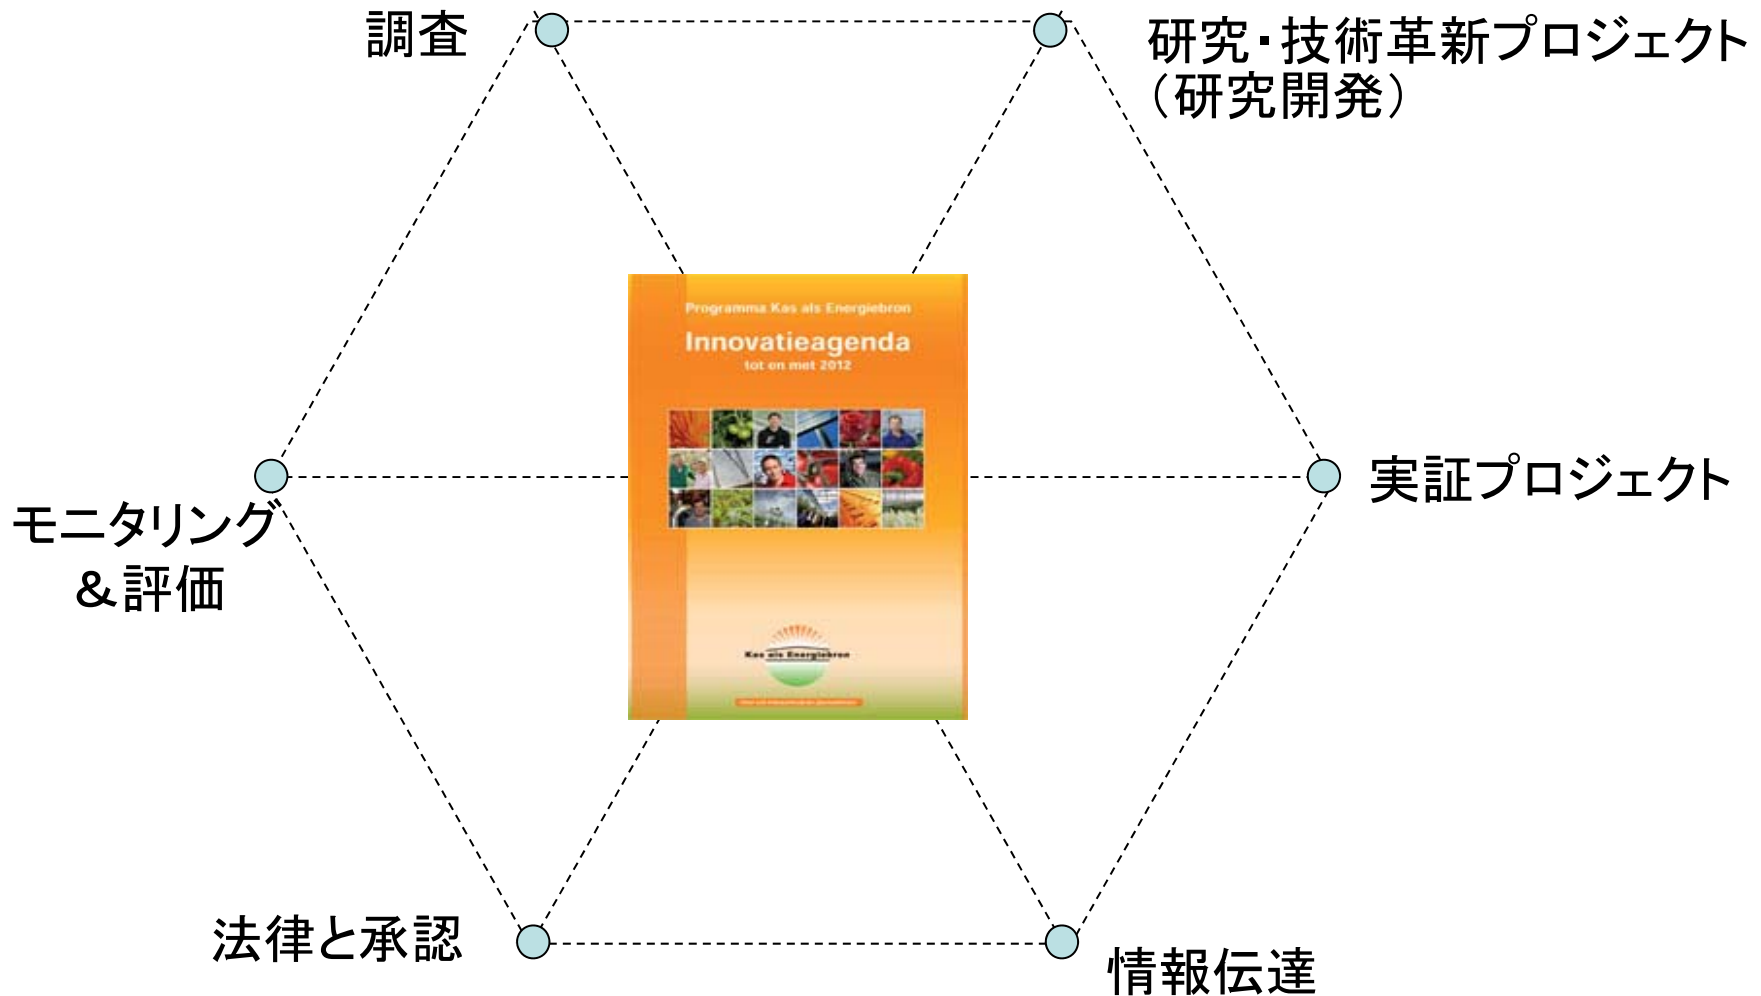 調査
研究・技術革新プロジェクト
（研究開発）
Programma Kas als Energiebron
Innovatieagenda
tot en met 2012
実証プロジェクト
モニタリング
＆評価
Kas als Energiebron
法律と承認
情報伝達